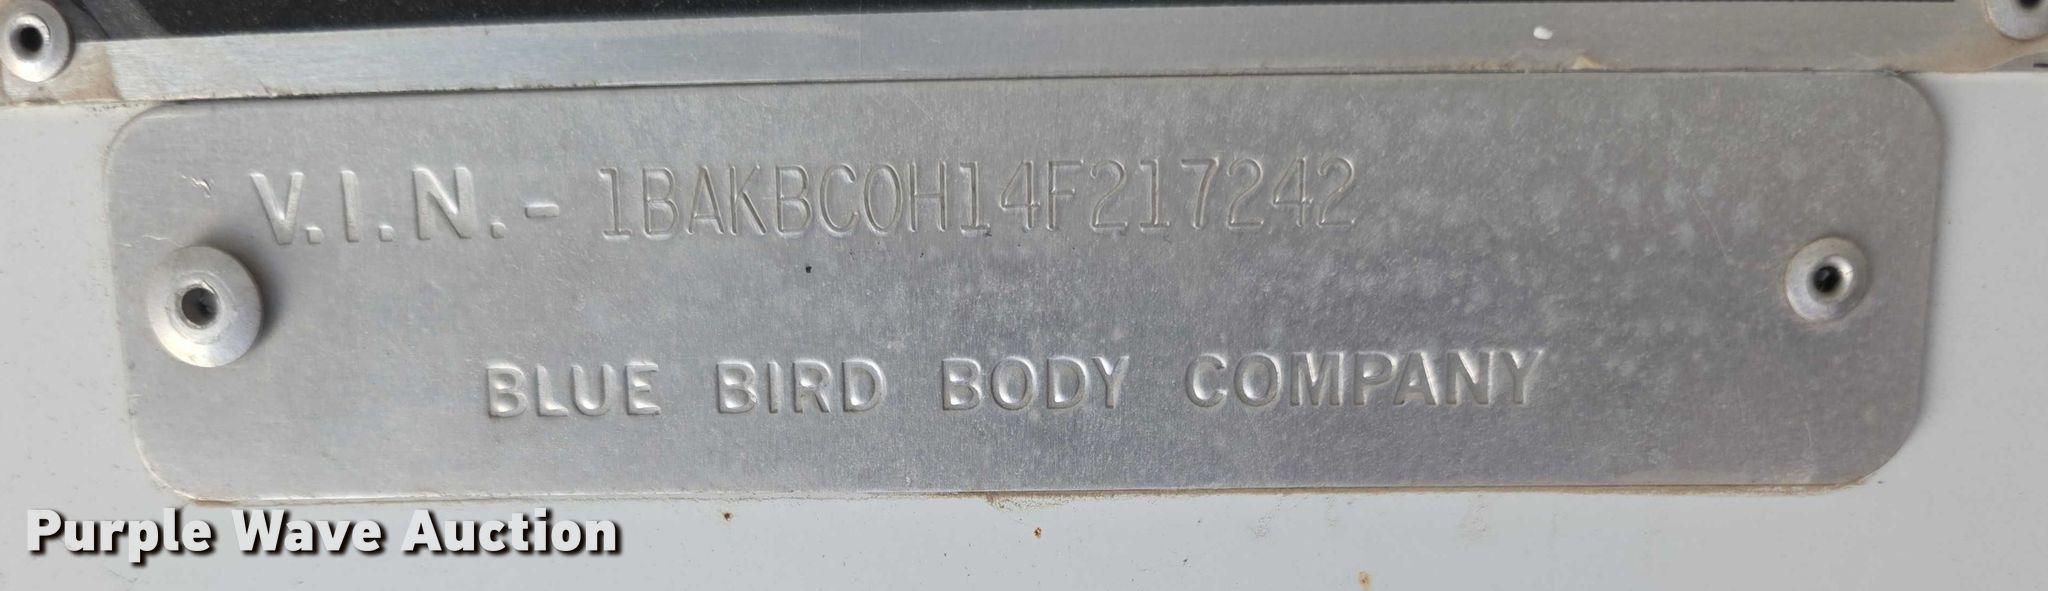 V.I.N.- 1BAKBC0H14F217242
BLUE BIRD BODY COMPANY
Purple Wave Auction